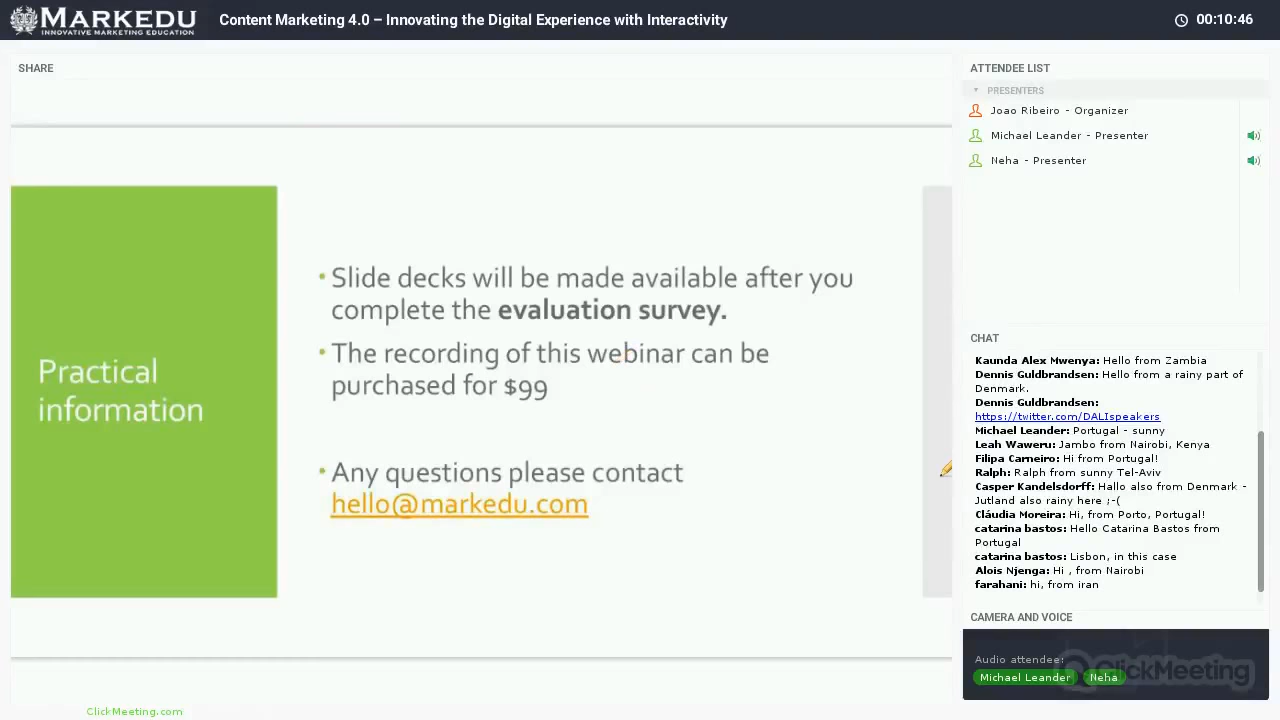 MARKEDU
INNOVATIVE MARKETING EDUCATION
Content Marketing 4.0 – Innovating the Digital Experience with Interactivity
00:10:46
SHARE
Practical
information
• Slide decks will be made available after you
complete the evaluation survey.
• The recording of this webinar can be
purchased for $99
• Any questions please contact
hello@markedu.com
ClickMeeting.com
ATTENDEE LIST
PRESENTERS
Joao Ribeiro - Organizer
Michael Leander - Presenter
Neha - Presenter
CHAT
Kaunda Alex Mwenya: Hello from Zambia
Dennis Guldbrandsen: Hello from a rainy part of
Denmark.
Dennis Guldbrandsen:
https://twitter.com/DALIspeakers
Michael Leander: Portugal - sunny
Leah Waweru: Jambo from Nairobi, Kenya
Filipa Carneiro: Hi from Portugal!
Ralph: Ralph from sunny Tel-Aviv
Casper Kandelsdorff: Hallo also from Denmark -
Jutland also rainy here ;-(
Cláudia Moreira: Hi, from Porto, Portugal!
catarina bastos: Hello Catarina Bastos from
Portugal
catarina bastos: Lisbon, in this case
Alois Njenga: Hi , from Nairobi
farahani: hi, from iran
CAMERA AND VOICE
Audio attendee:
Michael Leander Neha
ClickMeeting